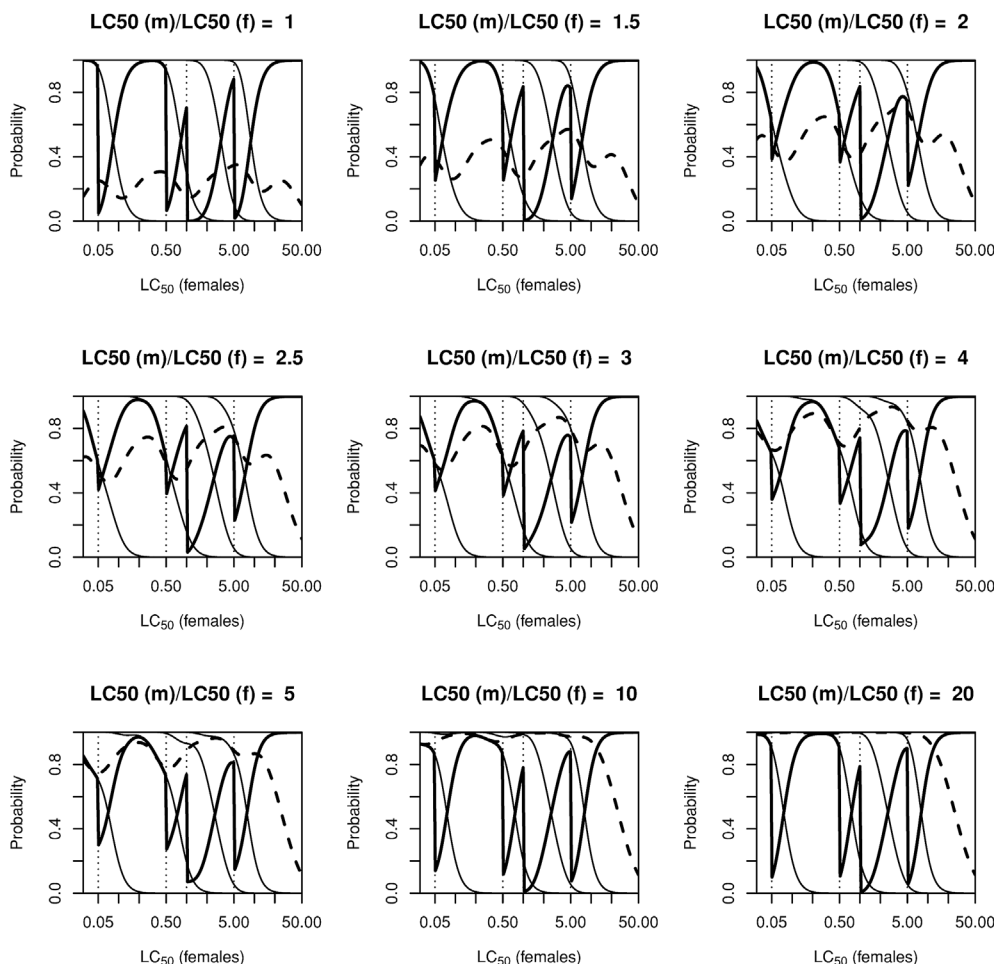 LC50 (m)/LC50 (f) = 1
Probability
0.0 0.4 0.8
0.05 0.50 5.00 50.00
LC50 (females)
LC50 (m)/LC50 (f) = 1.5
Probability
0.0 0.4 0.8
0.05 0.50 5.00 50.00
LC50 (females)
LC50 (m)/LC50 (f) = 2
Probability
0.0 0.4 0.8
0.05 0.50 5.00 50.00
LC50 (females)
LC50 (m)/LC50 (f) = 2.5
Probability
0.0 0.4 0.8
0.05 0.50 5.00 50.00
LC50 (females)
LC50 (m)/LC50 (f) = 3
Probability
0.0 0.4 0.8
0.05 0.50 5.00 50.00
LC50 (females)
LC50 (m)/LC50 (f) = 4
Probability
0.0 0.4 0.8
0.05 0.50 5.00 50.00
LC50 (females)
LC50 (m)/LC50 (f) = 5
Probability
0.0 0.4 0.8
0.05 0.50 5.00 50.00
LC50 (females)
LC50 (m)/LC50 (f) = 10
Probability
0.0 0.4 0.8
0.05 0.50 5.00 50.00
LC50 (females)
LC50 (m)/LC50 (f) = 20
Probability
0.0 0.4 0.8
0.05 0.50 5.00 50.00
LC50 (females)